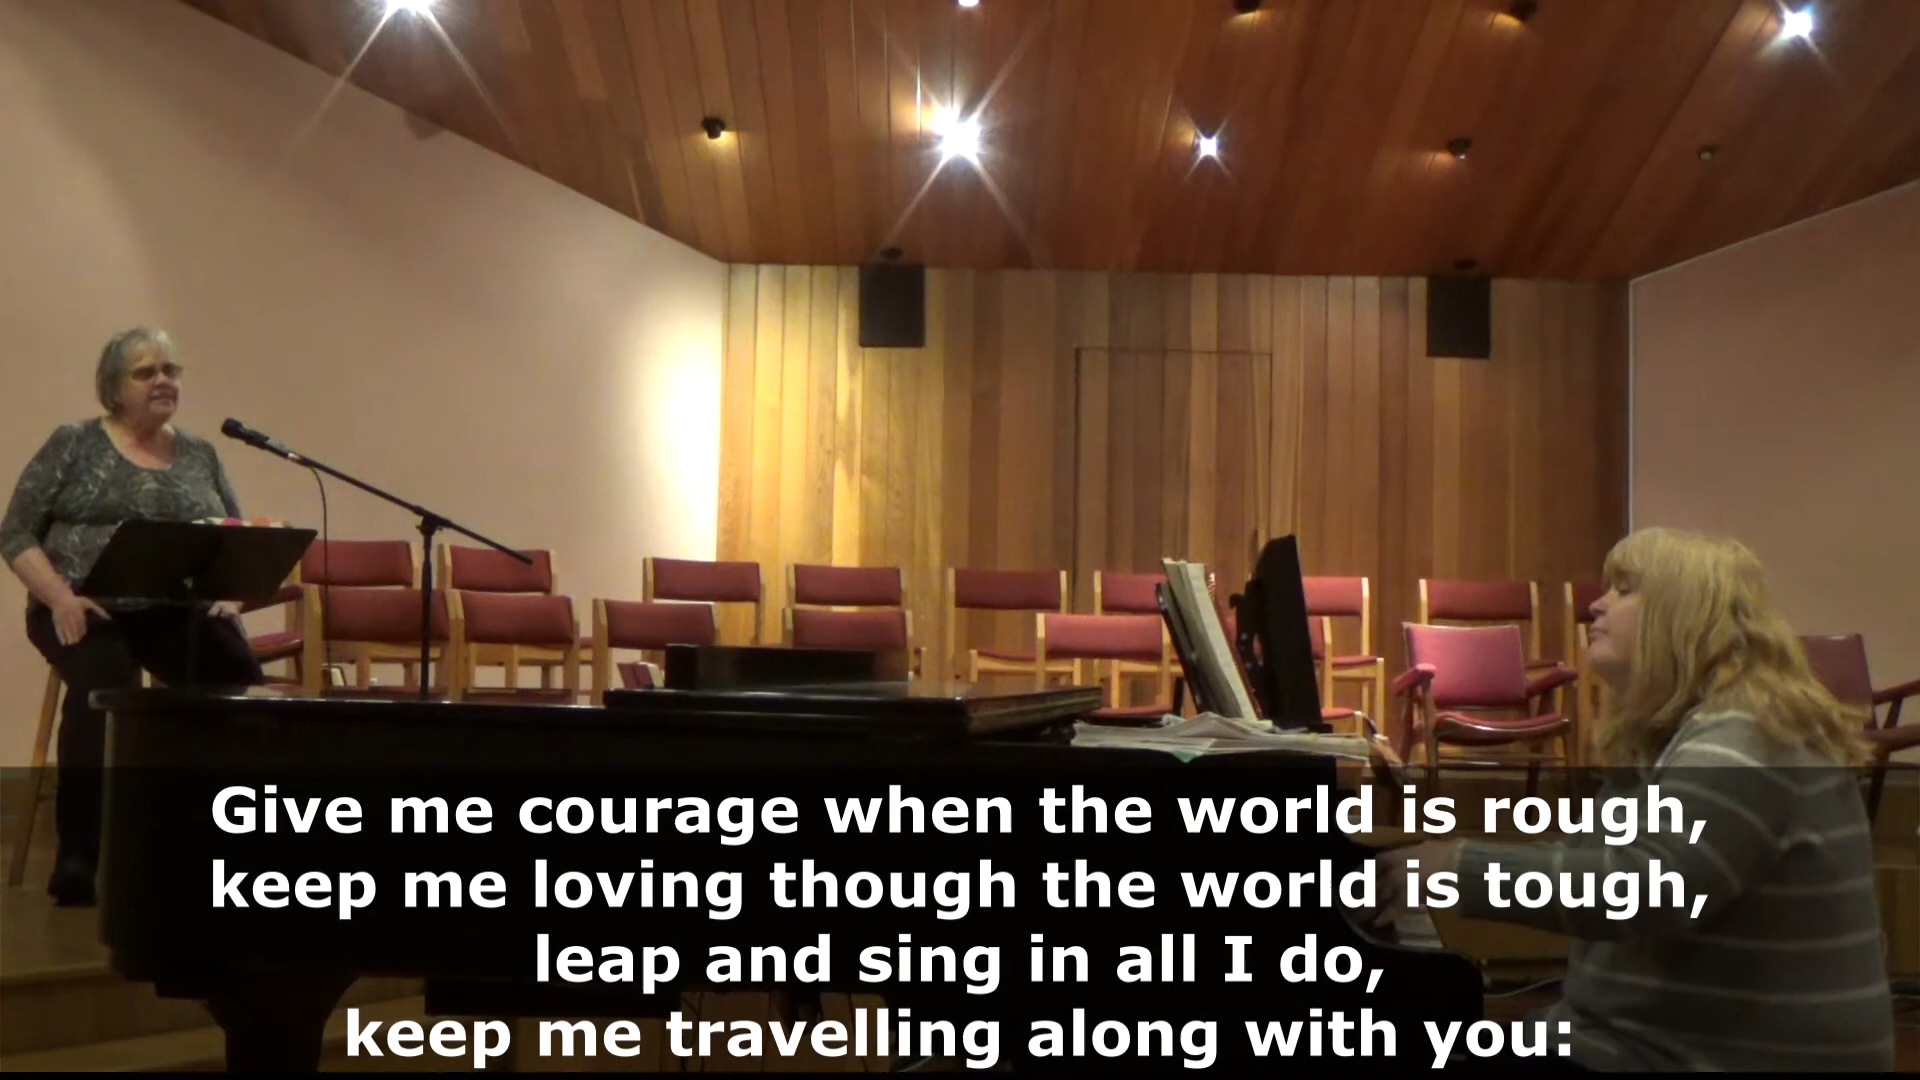 Give me courage when the world is rough,
keep me loving though the world is tough,
leap and sing in all I do,
keep me travelling along with you: